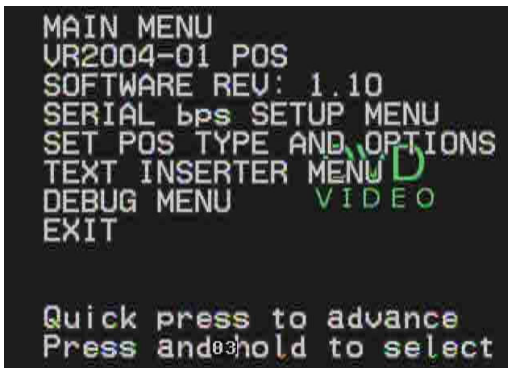 MAIN MENU
VR2004-01 POS
SOFTWARE REV: 1.10
SERIAL bps SETUP MENU
SET POS TYPE AND OPTIONS
TEXT INSERTER MENU
VIDEO
DEBUG MENU
EXIT
Quick press to advance
Press and hold to select
03